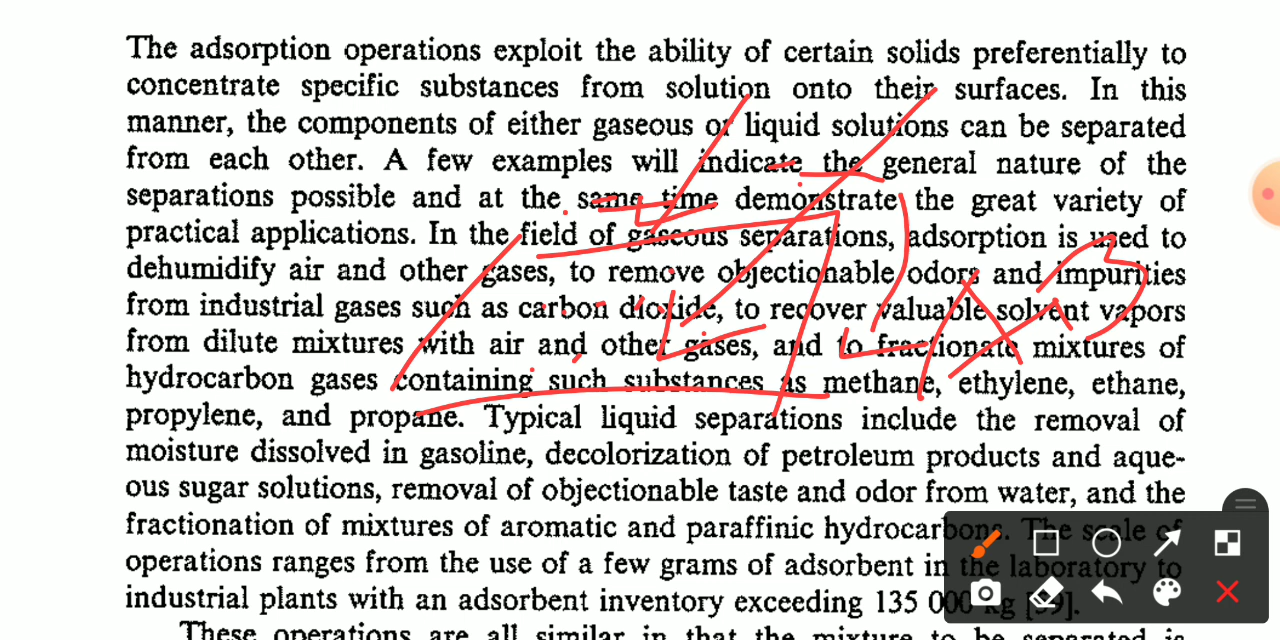 The adsorption operations exploit the ability of certain solids preferentially to
concentrate specific substances from solution onto their surfaces. In this
manner, the components of either gaseous or liquid solutions can be separated
from each other. A few examples will indicate the general nature of the
separations possible and at the same time demonstrate the great variety of
practical applications. In the field of gaseous separations, adsorption is used to
dehumidify air and other gases, to remove objectionable odors and impurities
from industrial gases such as carbon dioxide, to recover valuable solvent vapors
from dilute mixtures with air and other gases, and to fractionate mixtures of
hydrocarbon gases containing such substances as methane, ethylene, ethane,
propylene, and propane. Typical liquid separations include the removal of
moisture dissolved in gasoline, decolorization of petroleum products and aque-
ous sugar solutions, removal of objectionable taste and odor from water, and the
fractionation of mixtures of aromatic and paraffinic hydrocarbons. The scale of
operations ranges from the use of a few grams of adsorbent in the laboratory to
industrial plants with an adsorbent inventory exceeding 135 000 kg [59].
These operations are all similar in that the mixture to be separated is